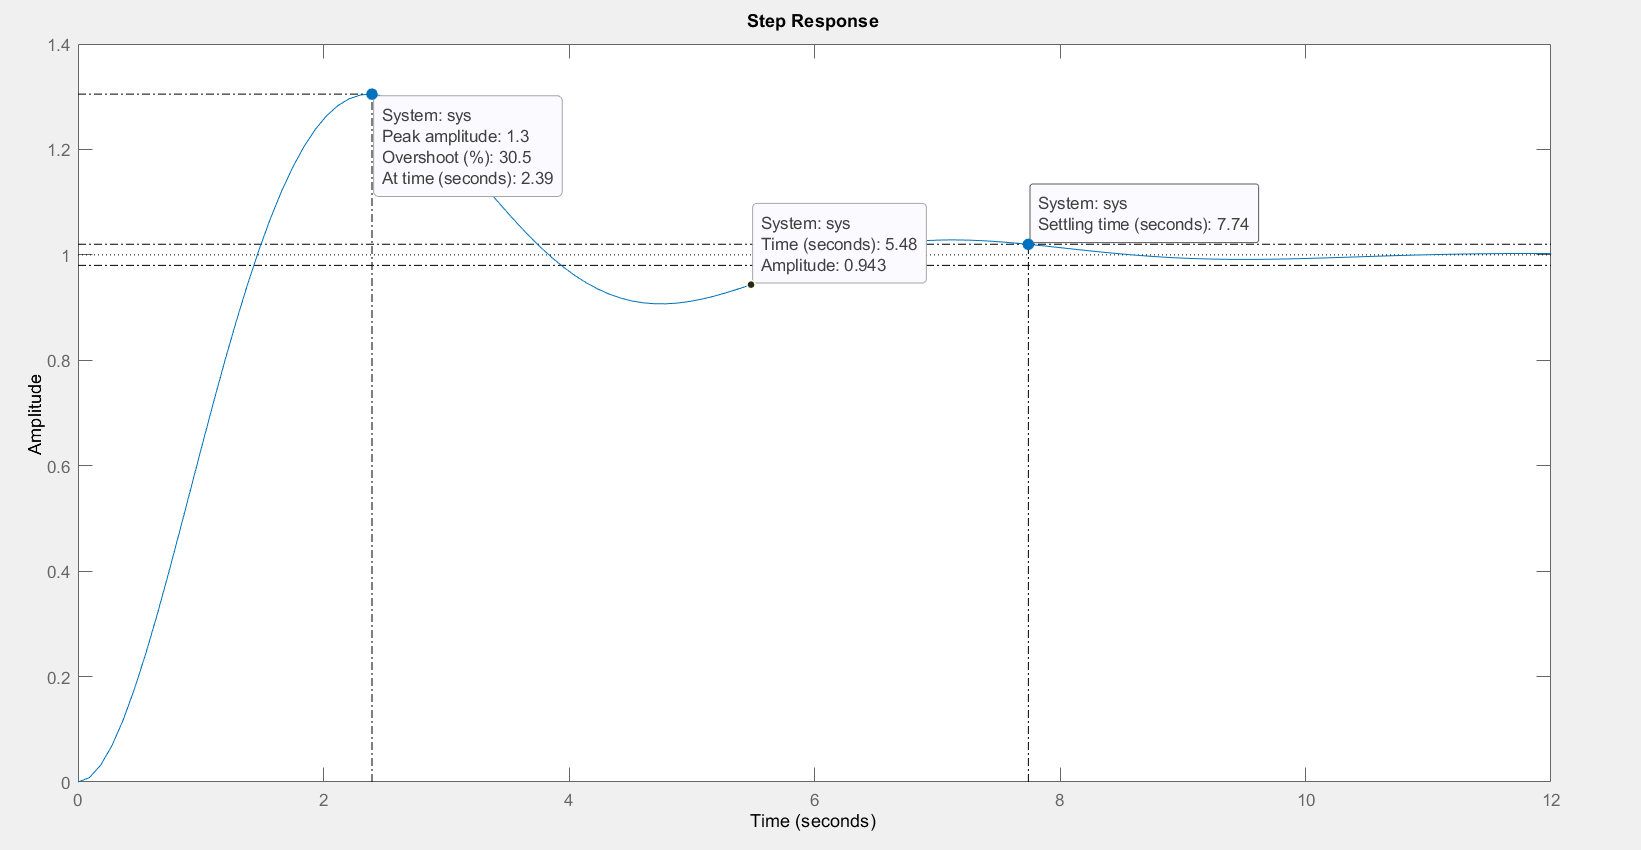 Step Response
1.4
1.2
1
0.8
0.6
0.4
0.2
0
Amplitude
System: sys
Peak amplitude: 1.3
Overshoot (%): 30.5
At time (seconds): 2.39
System: sys
Time (seconds): 5.48
Amplitude: 0.943
System: sys
Settling time (seconds): 7.74
0 2 4 6 8 10 12
Time (seconds)